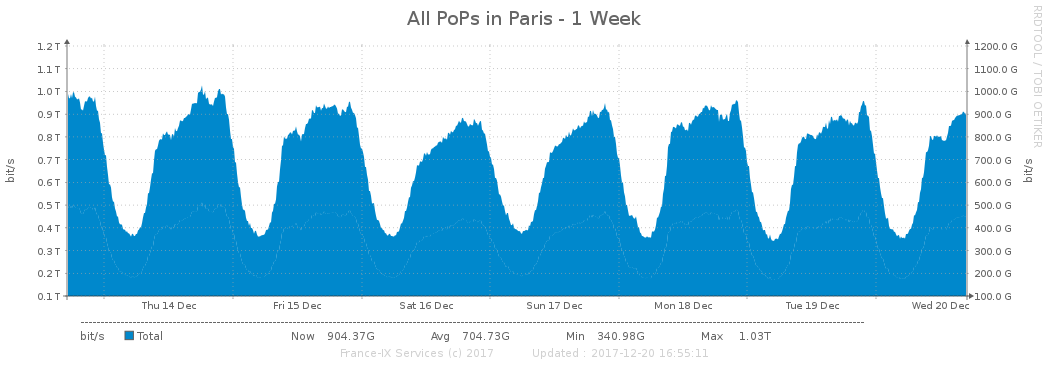 All PoPs in Paris - 1 Week
RRDTOOL / TOBI OETIKER
1.2 T 1200.0 G
1.1 T 1100.0 G
1.0 T 1000.0 G
0.9 T 900.0 G
0.8 T 800.0 G
0.7 T 700.0 G
0.6 T 600.0 G
0.5 T 500.0 G
0.4 T 400.0 G
0.3 T 300.0 G
0.2 T 200.0 G
0.1 T 100.0 G
bit/s
bit/s
Thu 14 Dec Fri 15 Dec Sat 16 Dec Sun 17 Dec Mon 18 Dec Tue 19 Dec Wed 20 Dec
bit/s Total Now 904.37G Avg 704.73G Min 340.98G Max 1.03T
France-IX Services (c) 2017 Updated : 2017-12-20 16:55:11